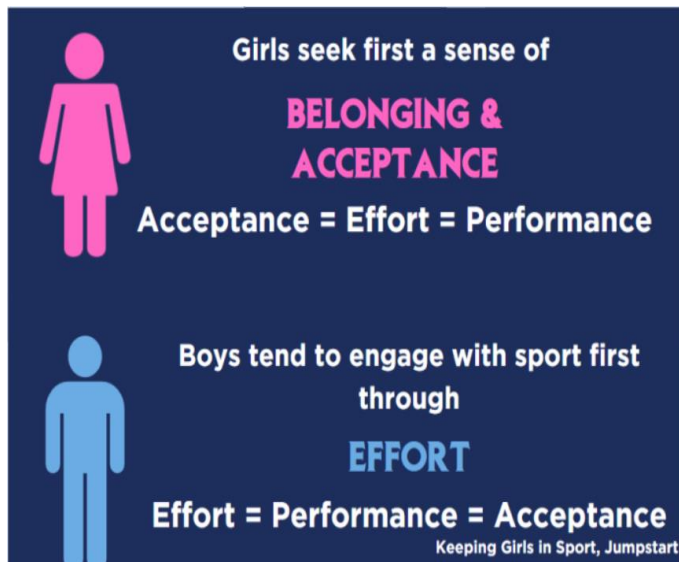 Girls seek first a sense of
BELONGING &
ACCEPTANCE
Acceptance = Effort = Performance
Boys tend to engage with sport first
through
EFFORT
Effort = Performance = Acceptance
Keeping Girls in Sport, Jumpstart